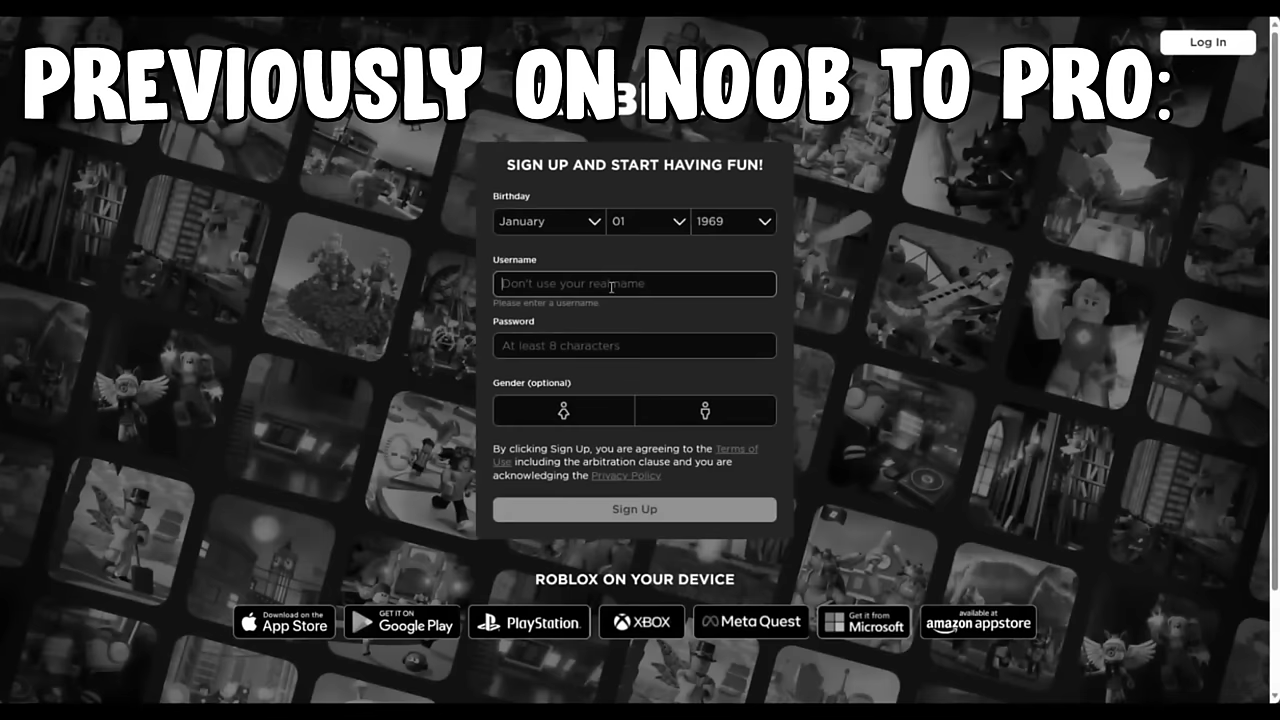 Log In
PREVIOUSLY ON NOOB TO PRO:
SIGN UP AND START HAVING FUN!
Birthday
January 01 1969
Username
Don't use your real name
Please enter a username.
Password
At least 8 characters
Gender (optional)
By clicking Sign Up, you are agreeing to the Terms of
Use including the arbitration clause and you are
acknowledging the Privacy Policy
Sign Up
ROBLOX ON YOUR DEVICE
Download on the
App Store
GET IT ON
Google Play
PlayStation
XBOX
Meta Quest
Get it from
Microsoft
available at
amazon appstore